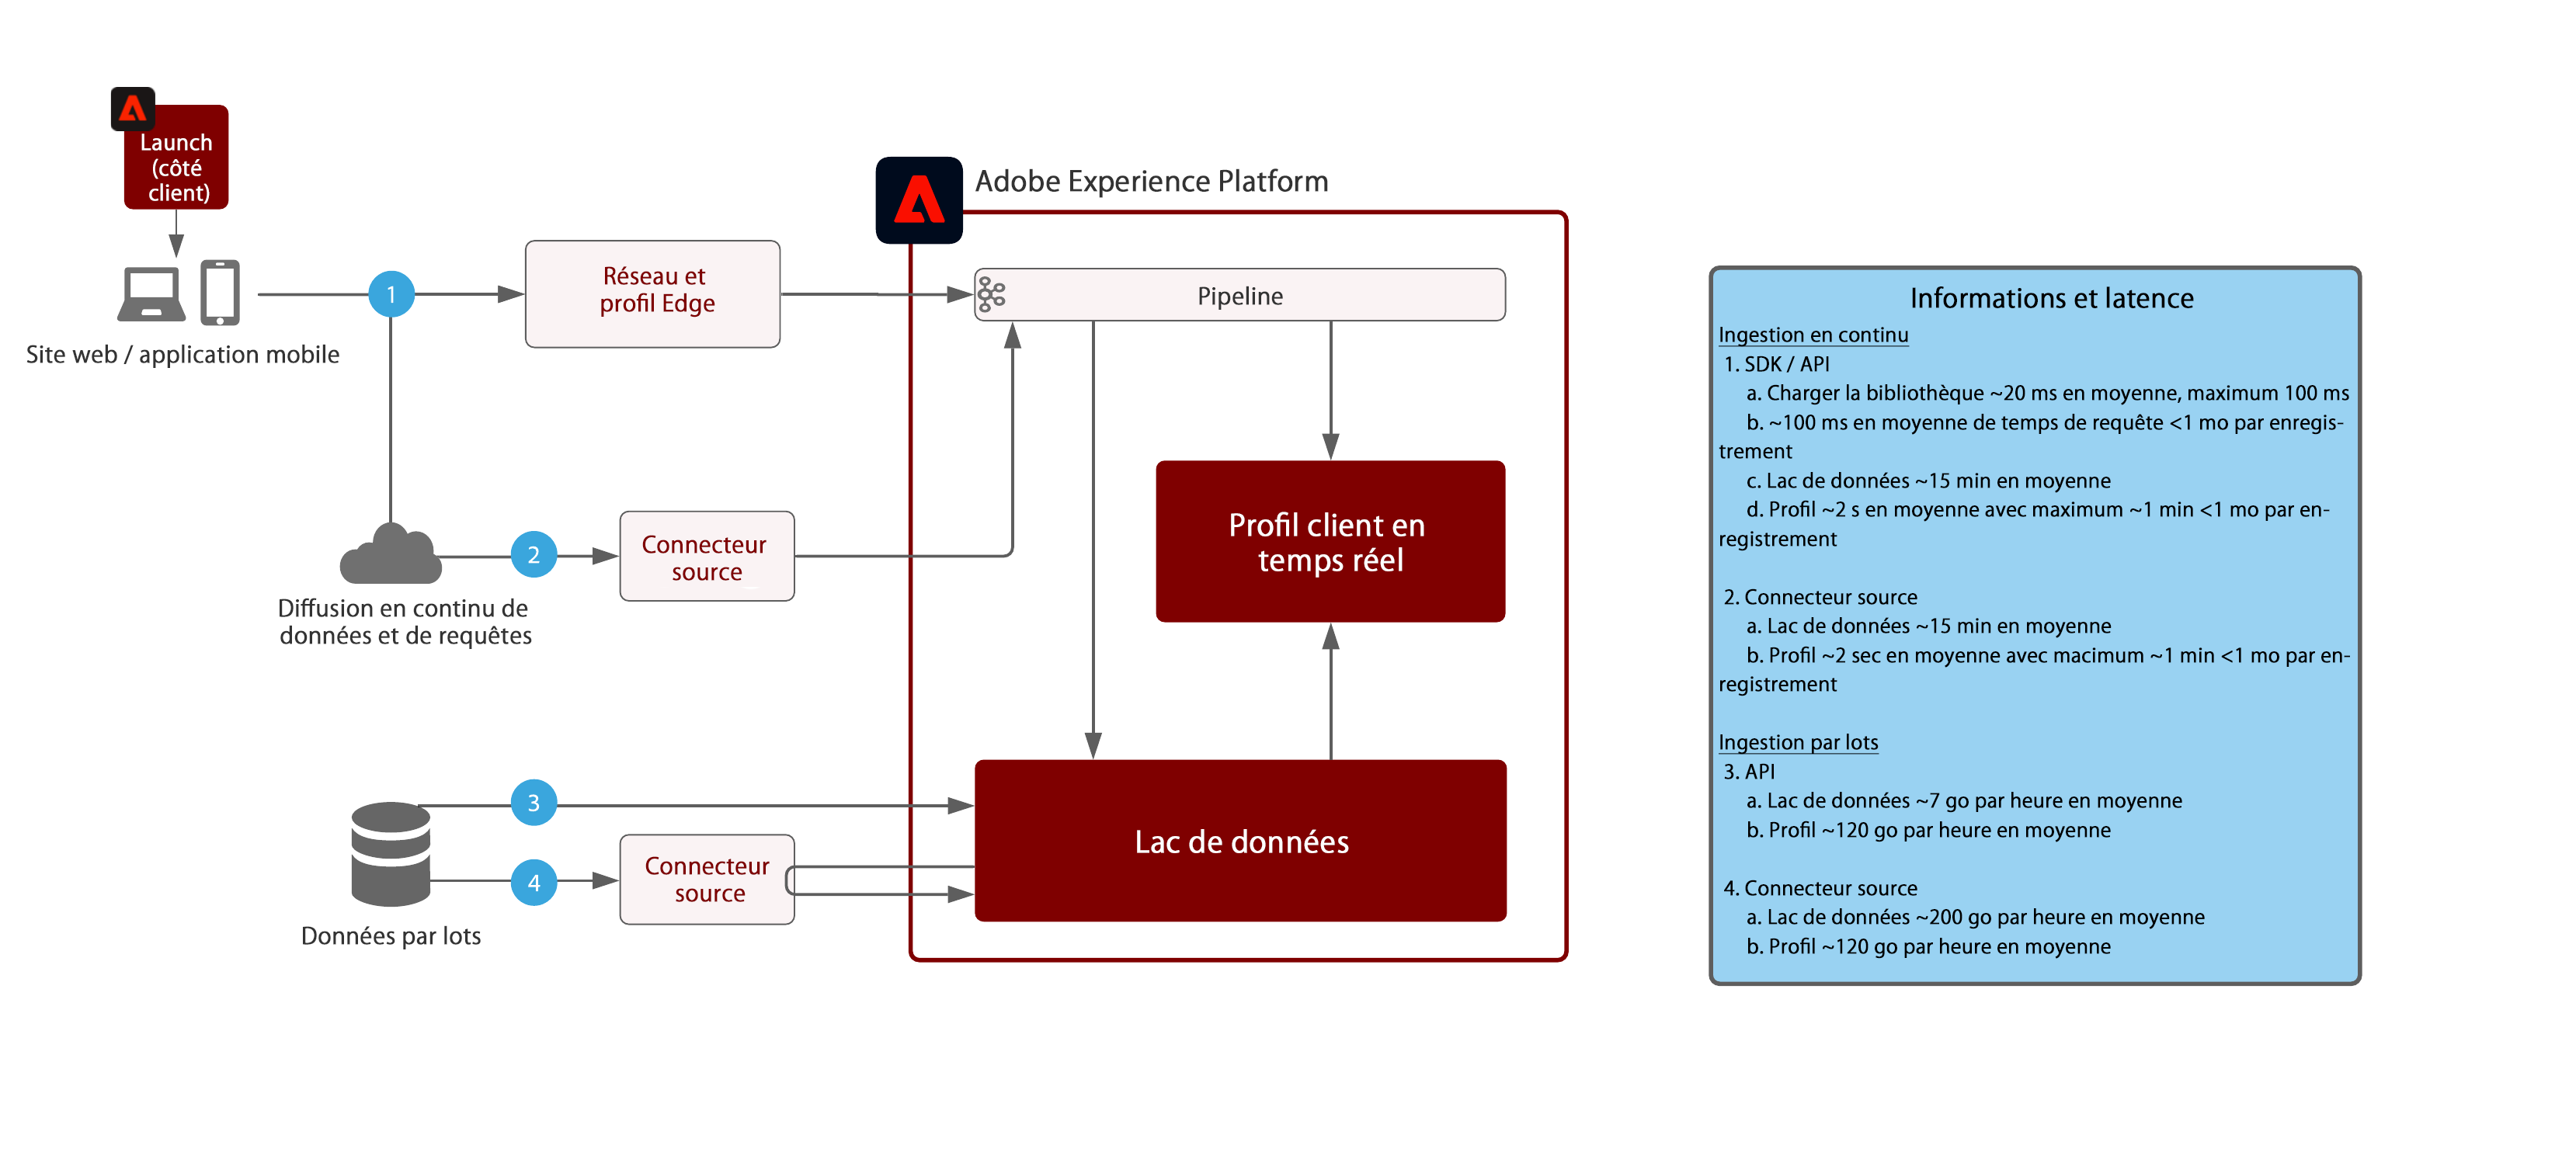 Launch
(côté
client)
Site web / application mobile
1
Réseau et
profil Edge
Adobe Experience Platform
Pipeline
2
Connecteur
source
Diffusion en continu de
données et de requêtes
Profil client en
temps réel
3
4
Connecteur
source
Données par lots
Lac de données
Informations et latence
Ingestion en continu
1. SDK / API
a. Charger la bibliothèque ~20 ms en moyenne, maximum 100 ms
b. ~100 ms en moyenne de temps de requête <1 mo par enregis-
trement
c. Lac de données ~15 min en moyenne
d. Profil ~2 s en moyenne avec maximum ~1 min <1 mo par en-
registrement
2. Connecteur source
a. Lac de données ~15 min en moyenne
b. Profil ~2 sec en moyenne avec macimum ~1 min <1 mo par en-
registrement
Ingestion par lots
3. API
a. Lac de données ~7 go par heure en moyenne
b. Profil ~120 go par heure en moyenne
4. Connecteur source
a. Lac de données ~200 go par heure en moyenne
b. Profil ~120 go par heure en moyenne